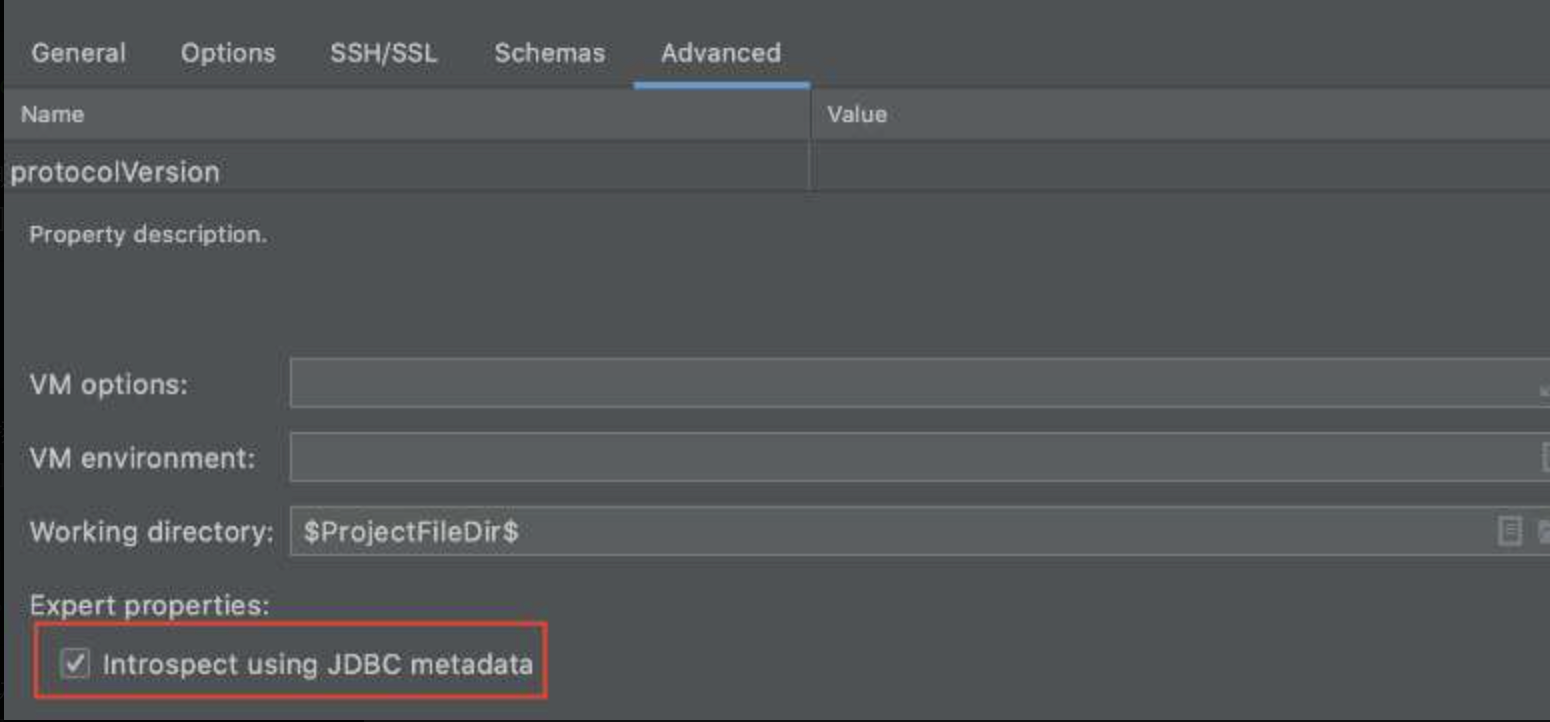 General Options SSH/SSL Schemas Advanced
Name Value
protocolVersion
Property description.
VM options:
VM environment:
Working directory: $ProjectFileDir$
Expert properties:
Introspect using JDBC metadata